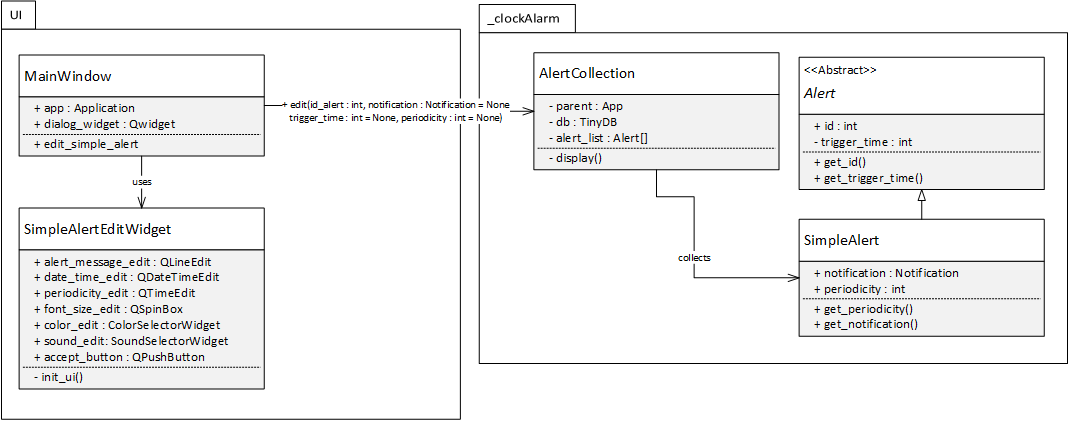 UI
MainWindow
+ app : Application
+ dialog_widget : Qwidget
+ edit_simple_alert
uses
SimpleAlertEditWidget
+ alert_message_edit : QLineEdit
+ date_time_edit : QDateTimeEdit
+ periodicity_edit : QTimeEdit
+ font_size_edit : QSpinBox
+ color_edit : ColorSelectorWidget
+ sound_edit: SoundSelectorWidget
+ accept_button : QPushButton
- init_ui()
+ edit(id_alert : int, notification : Notification = None
trigger_time : int = None, periodicity : int = None)
_clockAlarm
AlertCollection
- parent : App
- db : TinyDB
- alert_list : Alert[]
- display()
collects
<<Abstract>>
Alert
+ id : int
- trigger_time : int
+ get_id()
+ get_trigger_time()
SimpleAlert
+ notification : Notification
+ periodicity : int
+ get_periodicity()
+ get_notification()